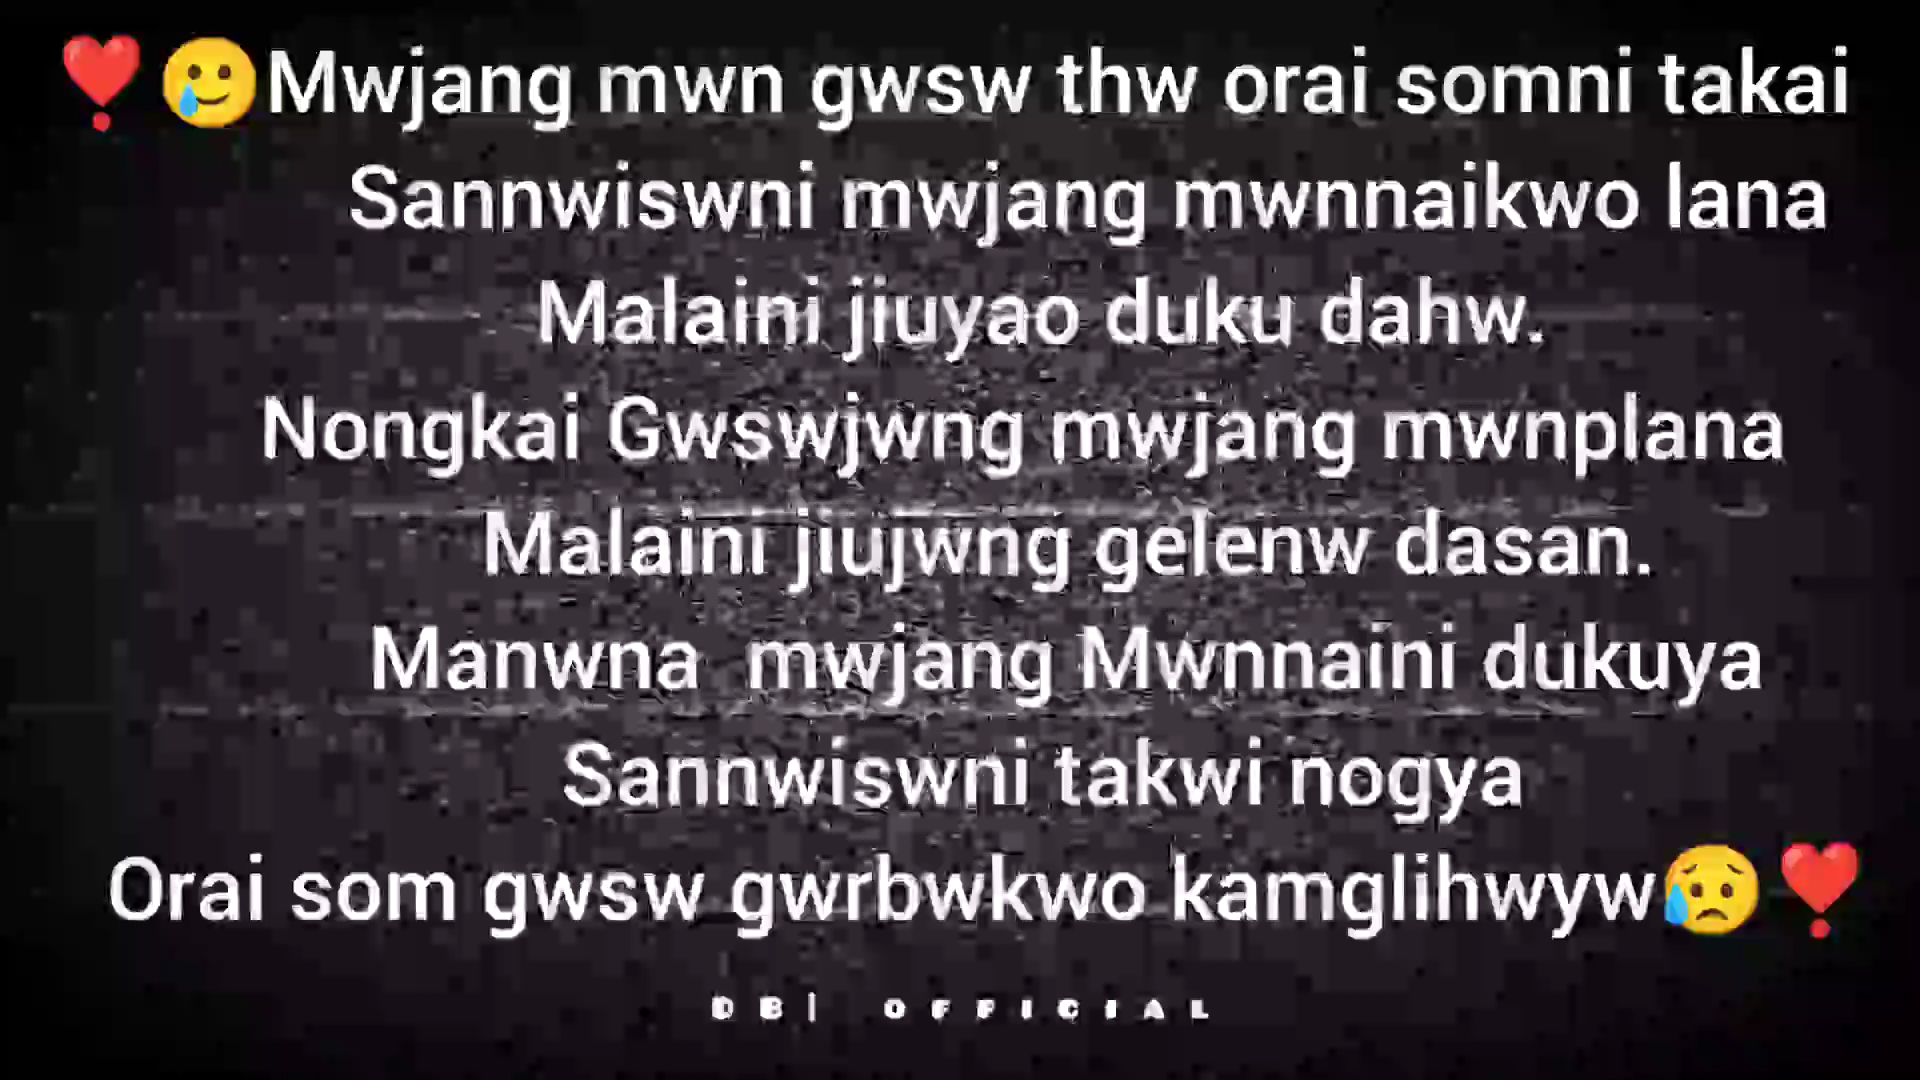 ❣️🥲Mwjang mwn gwsw thw orai somni takai
Sannwiswni mwjang mwnnaikwo lana
Malaini jiuyao duku dahw.
Nongkai Gwswjwng mwjang mwnplana
Malaini jiujwng gelenw dasan.
Manwna mwjang Mwnnaini dukuya
Sannwiswni takwi nogya
Orai som gwsw gwrbwkwo kamglihwyw😥❣️
DB| OFFICIAL